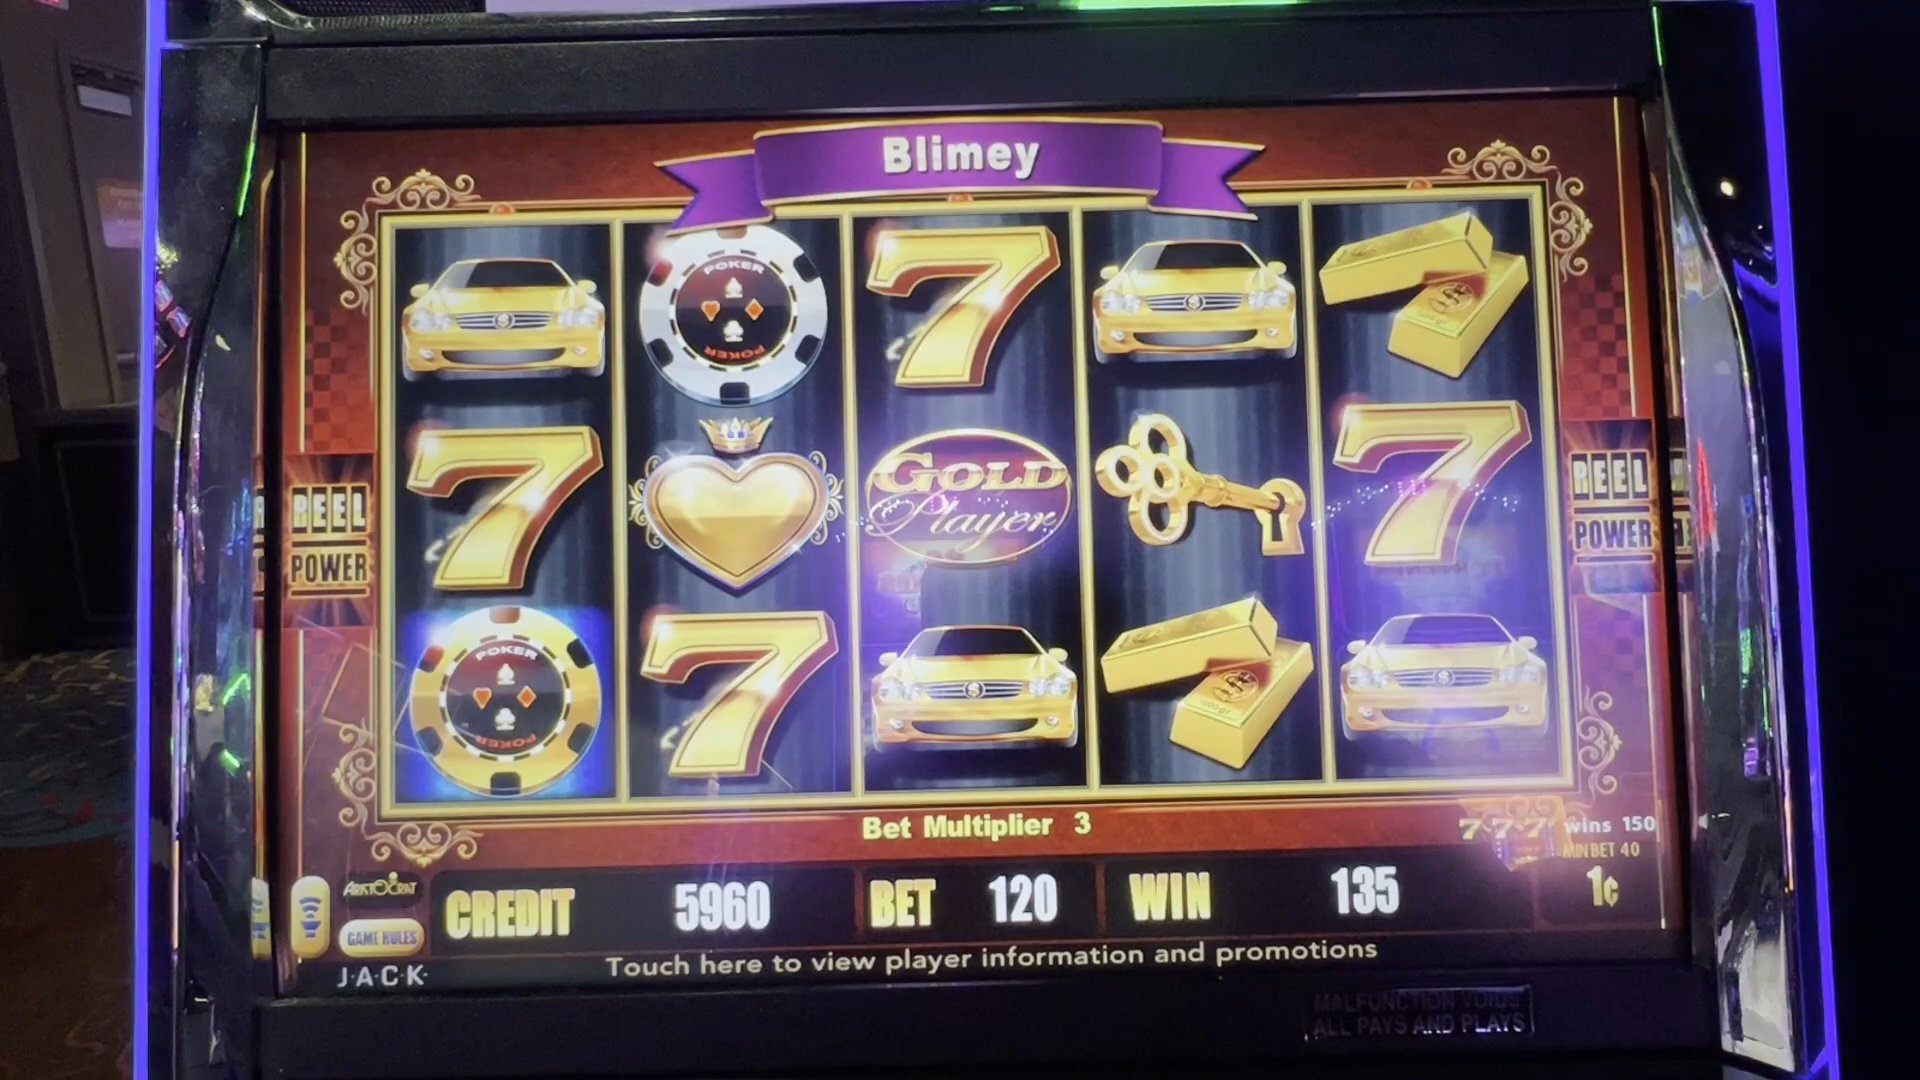 Blimey
POKER
POKER
GOLD
Player
REEL
POWER
REEL
POWER
POKER
POKER
Bet Multiplier 3
777 wins 150
MIN BET 40
ARISTOCRAT
GAME RULES
CREDIT 5960 BET 120 WIN 135 1¢
Touch here to view player information and promotions
J·A·C·K·
MALFUNCTION VOIDS
ALL PAYS AND PLAYS